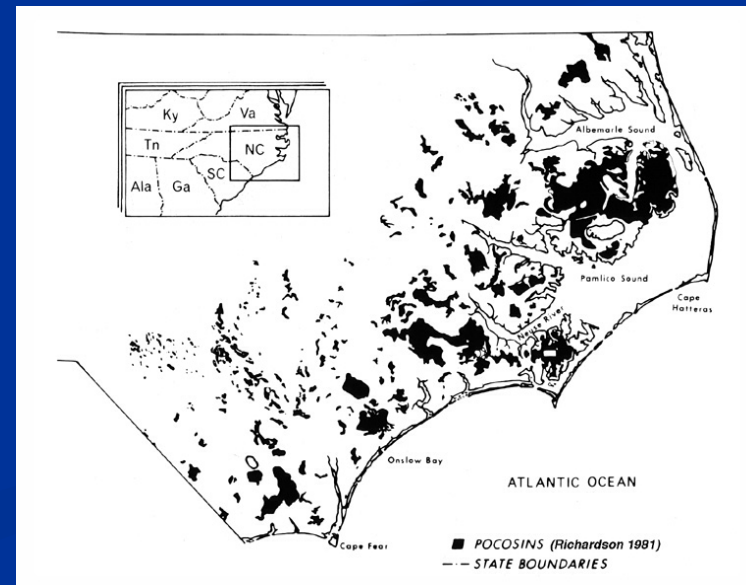 Ky
Va
Tn
NC
SC
Ala
Ga
Albemarle Sound
Pamlico Sound
Cape
Hatteras
Neuse River
Onslow Bay
ATLANTIC OCEAN
Cape Fear
POCOSINS (Richardson 1981)
STATE BOUNDARIES